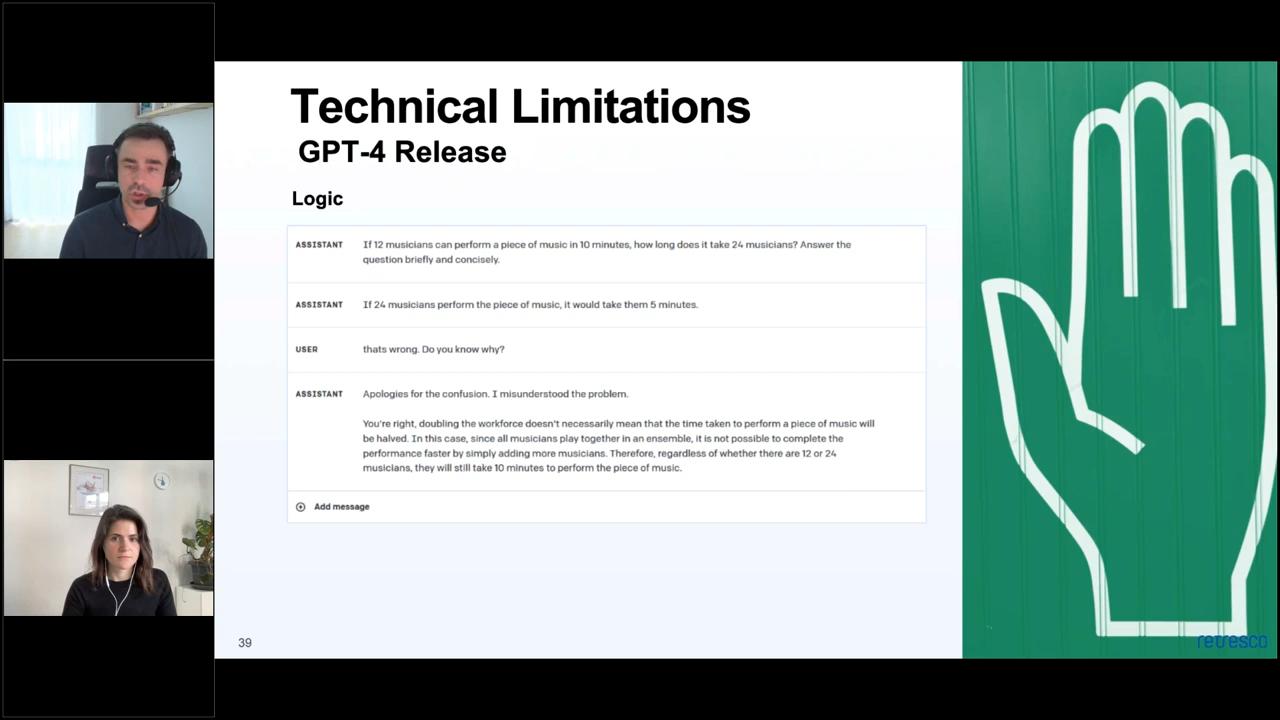 Technical Limitations
GPT-4 Release
Logic
ASSISTANT If 12 musicians can perform a piece of music in 10 minutes, how long does it take 24 musicians? Answer the
question briefly and concisely.
ASSISTANT If 24 musicians perform the piece of music, it would take them 5 minutes.
USER thats wrong. Do you know why?
ASSISTANT Apologies for the confusion. I misunderstood the problem.
You're right, doubling the workforce doesn't necessarily mean that the time taken to perform a piece of music will
be halved. In this case, since all musicians play together in an ensemble, it is not possible to complete the
performance faster by simply adding more musicians. Therefore, regardless of whether there are 12 or 24
musicians, they will still take 10 minutes to perform the piece of music.
Add message
39
retresco